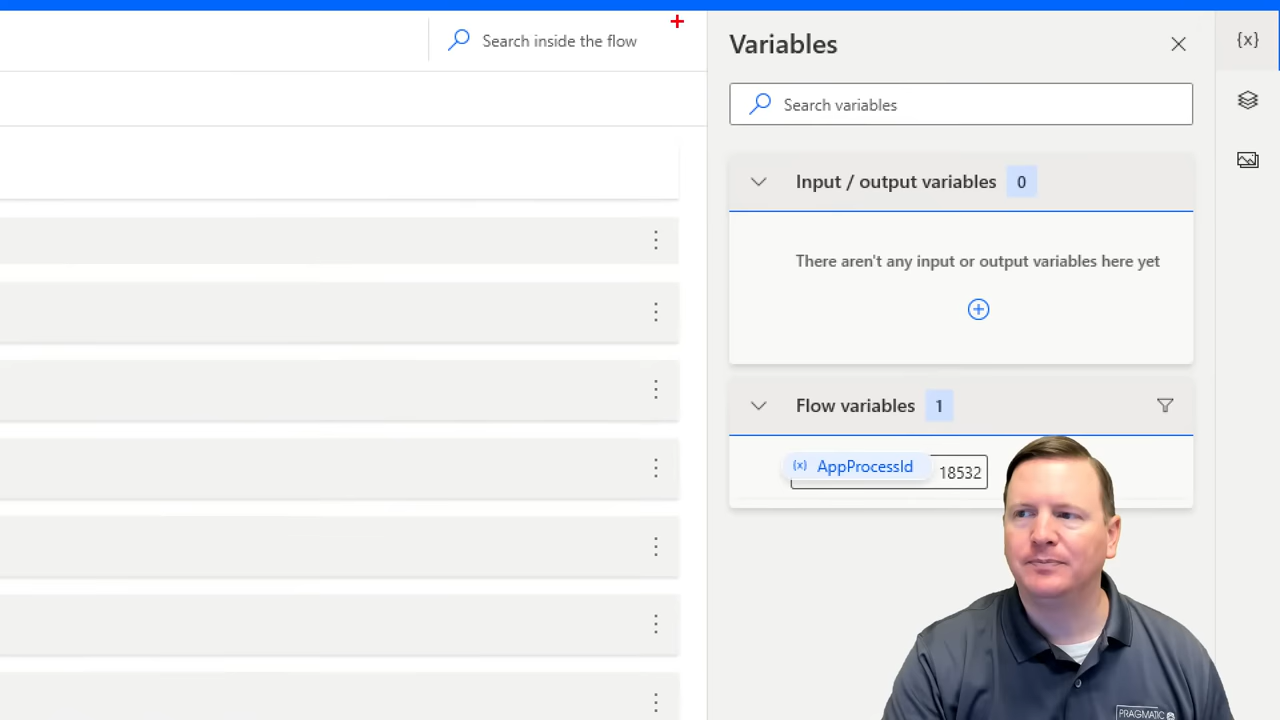 Search inside the flow
Variables
{x}
Search variables
Input / output variables 0
There aren't any input or output variables here yet
Flow variables 1
(x) AppProcessId 18532
PRAGMATIC